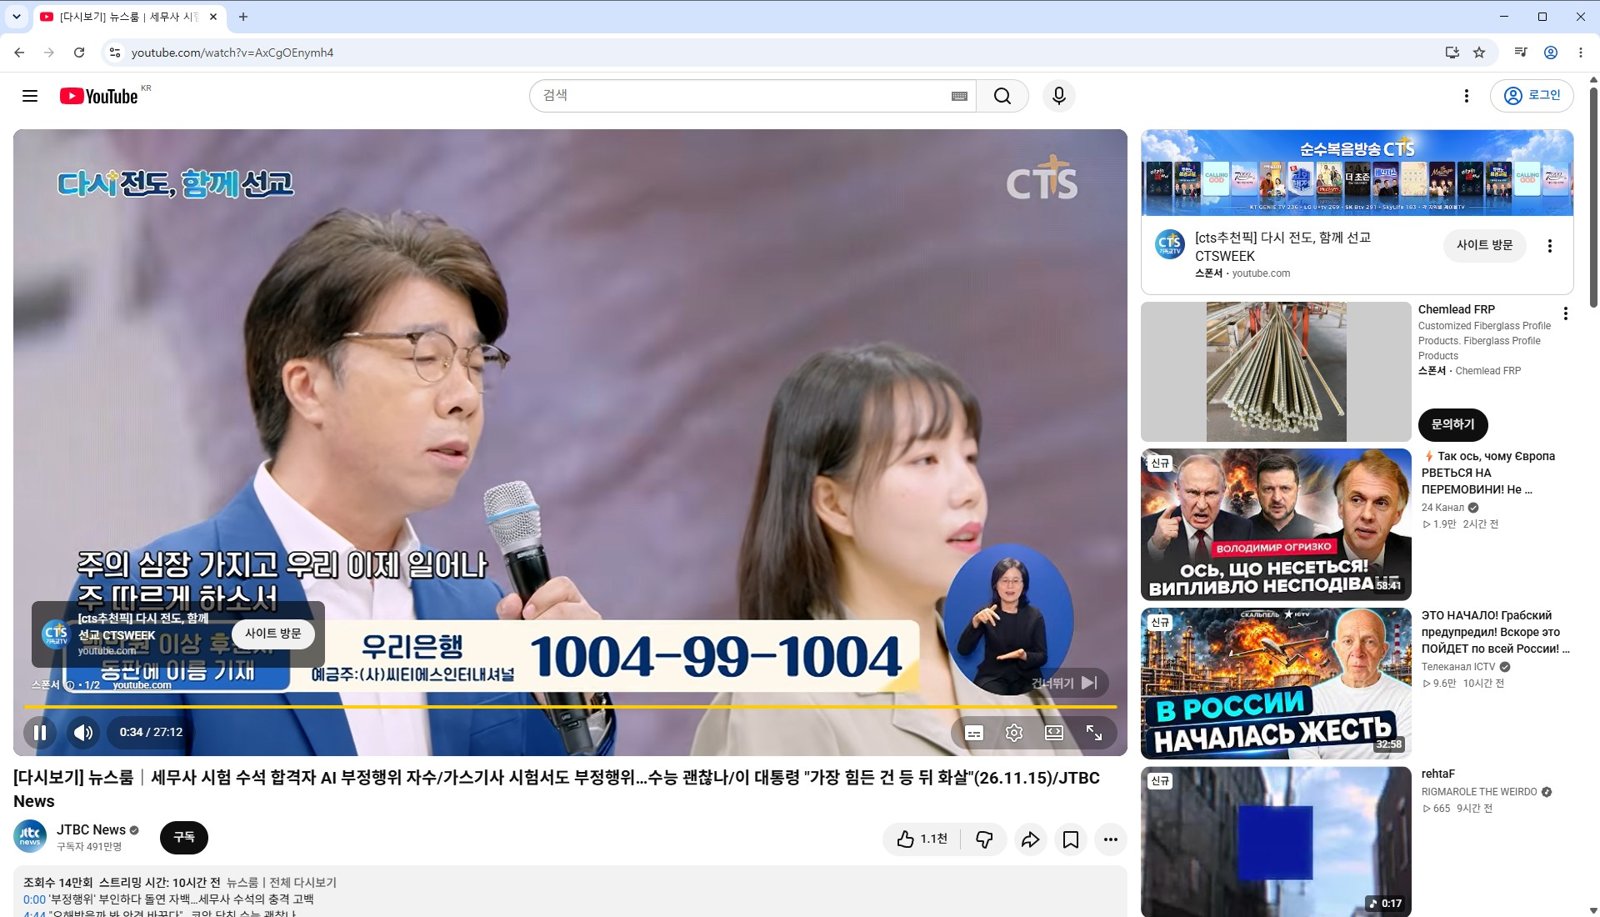 [다시보기] 뉴스룸 | 세무사 시험
youtube.com/watch?v=AxCgOEnymh4
YouTube KR
검색
로그인
다시 전도, 함께 선교
CTS
주의 심장 가지고 우리 이제 일어나
주 따르게 하소서
[cts추천픽] 다시 전도, 함께
선교 CTSWEEK
youtube.com
사이트 방문
이상
동판에 이름 기재
우리은행
예금주:(사)씨티에스인터내셔널
1004-99-1004
스폰서 · 1/2 youtube.com
건너뛰기
0:34 / 27:12
[다시보기] 뉴스룸｜세무사 시험 수석 합격자 AI 부정행위 자수/가스기사 시험서도 부정행위…수능 괜찮나/이 대통령 "가장 힘든 건 등 뒤 화살"(26.11.15)/JTBC
News
jtbc
news
JTBC News
구독자 491만명
구독
1.1천
조회수 14만회 스트리밍 시간: 10시간 전 뉴스룸 | 전체 다시보기
0:00 '부정행위' 부인하다 돌연 자백…세무사 수석의 충격 고백
순수복음방송 CTS
[cts추천픽] 다시 전도, 함께 선교
CTSWEEK
스폰서 · youtube.com
사이트 방문
Chemlead FRP
Customized Fiberglass Profile
Products. Fiberglass Profile
Products
스폰서 · Chemlead FRP
문의하기
신규
ВОЛОДИМИР ОГРИЗКО
ОСЬ, ЩО НЕСЕТЬСЯ!
ВИПЛИВЛО НЕСПОДІВАНЕ
58:41
Так ось, чому Європа
РВЕТЬСЯ НА
ПЕРЕМОВИНИ! Не ...
24 Канал
1.9만 2시간 전
신규
СКАЛЬПЕЛЬ ICTV
В РОССИИ
НАЧАЛАСЬ ЖЕСТЬ
32:58
ЭТО НАЧАЛО! Грабский
предупредил! Вскоре это
ПОЙДЕТ по всей России! ...
Телеканал ICTV
9.6만 10시간 전
신규
0:17
rehtaF
RIGMAROLE THE WEIRDO
665 9시간 전